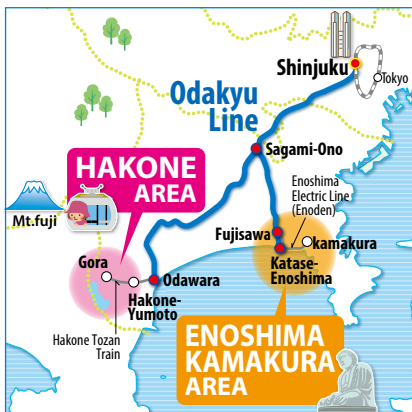 Shinjuku
Tokyo
Odakyu
Line
Sagami-Ono
HAKONE
AREA
Enoshima
Electric Line
(Enoden)
Mt.fuji
Fujisawa
kamakura
Katase-
Enoshima
Gora
Odawara
Hakone-
Yumoto
Hakone Tozan
Train
ENOSHIMA
KAMAKURA
AREA